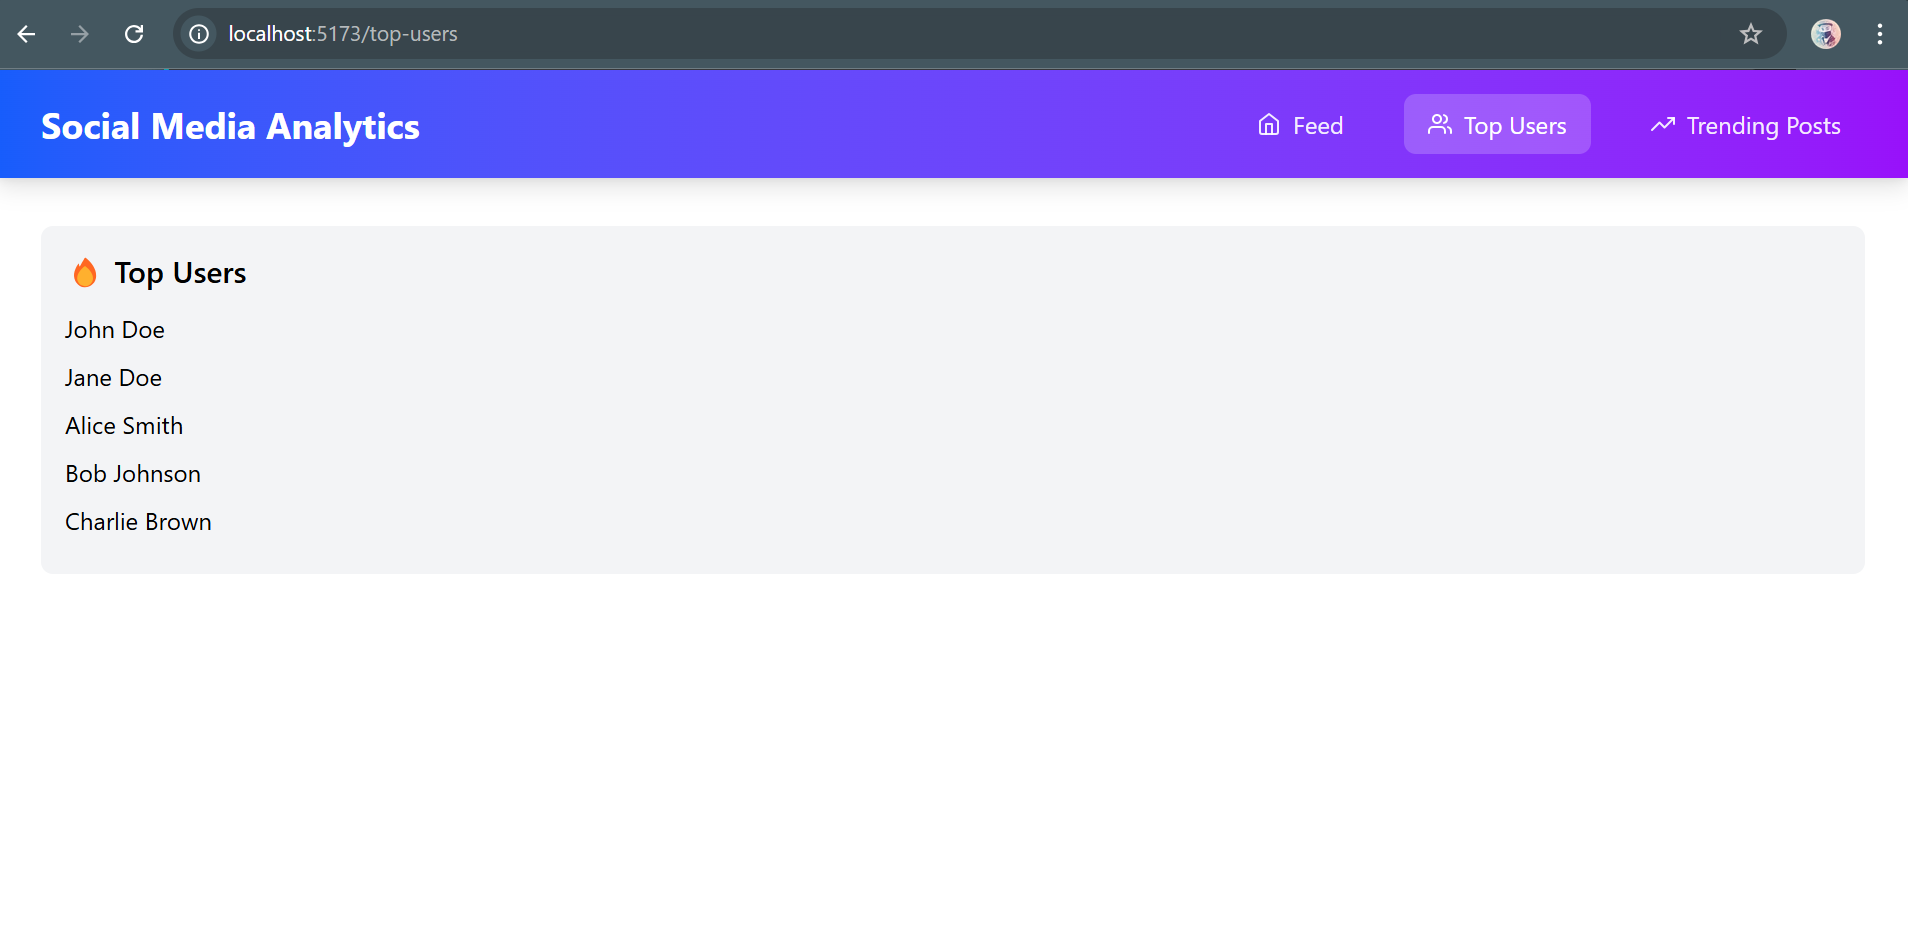 localhost:5173/top-users
Social Media Analytics
Feed
Top Users
Trending Posts
🔥 Top Users
John Doe
Jane Doe
Alice Smith
Bob Johnson
Charlie Brown